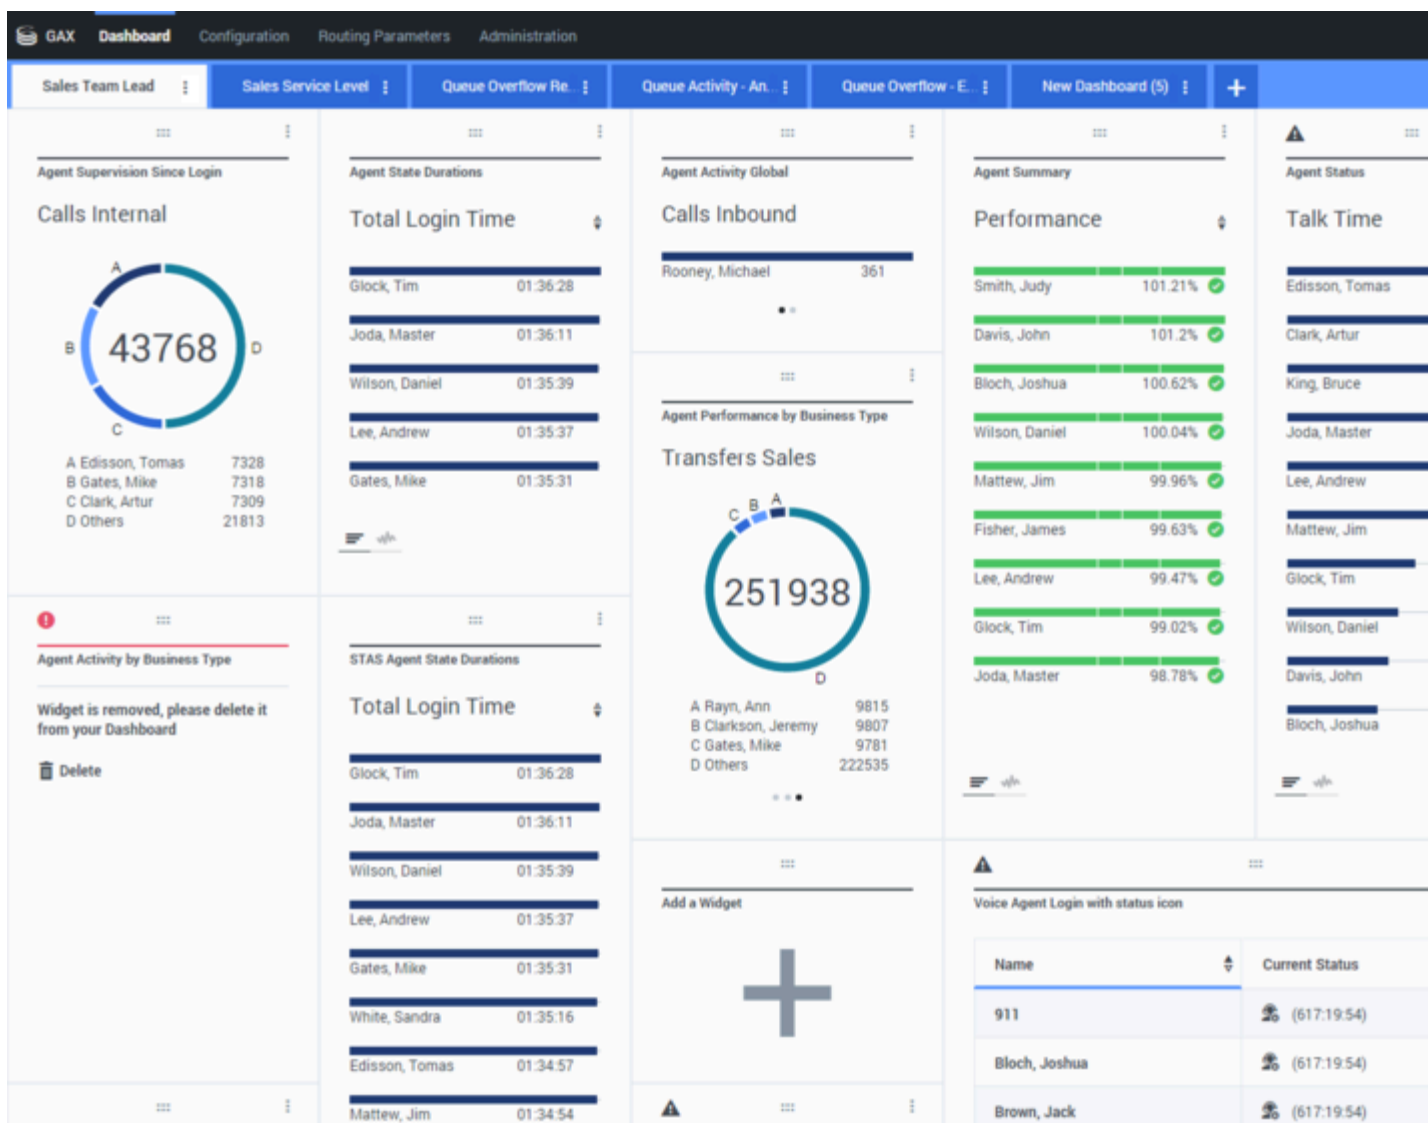 GAX Dashboard Configuration Routing Parameters Administration
Sales Team Lead Sales Service Level Queue Overflow Re... Queue Activity - An... Queue Overflow - E... New Dashboard (5)
Agent Supervision Since Login
Calls Internal
A
B 43768 D
C
A Edisson, Tomas 7328
B Gates, Mike 7318
C Clark, Artur 7309
D Others 21813
Agent State Durations
Total Login Time
Glock, Tim 01:36:28
Joda, Master 01:36:11
Wilson, Daniel 01:35:39
Lee, Andrew 01:35:37
Gates, Mike 01:35:31
Agent Activity Global
Calls Inbound
Rooney, Michael 361
Agent Performance by Business Type
Transfers Sales
C B A
251938
D
A Rayn, Ann 9815
B Clarkson, Jeremy 9807
C Gates, Mike 9781
D Others 222535
Agent Summary
Performance
Smith, Judy 101.21%
Davis, John 101.2%
Bloch, Joshua 100.62%
Wilson, Daniel 100.04%
Mattew, Jim 99.96%
Fisher, James 99.63%
Lee, Andrew 99.47%
Glock, Tim 99.02%
Joda, Master 98.78%
Agent Status
Talk Time
Edisson, Tomas
Clark, Artur
King, Bruce
Joda, Master
Lee, Andrew
Mattew, Jim
Glock, Tim
Wilson, Daniel
Davis, John
Bloch, Joshua
Agent Activity by Business Type
Widget is removed, please delete it
from your Dashboard
Delete
STAS Agent State Durations
Total Login Time
Glock, Tim 01:36:28
Joda, Master 01:36:11
Wilson, Daniel 01:35:39
Lee, Andrew 01:35:37
Gates, Mike 01:35:31
White, Sandra 01:35:16
Edisson, Tomas 01:34:57
Mattew, Jim 01:34:54
Add a Widget
Voice Agent Login with status icon
Name Current Status
911 (617:19:54)
Bloch, Joshua (617:19:54)
Brown, Jack (617:19:54)